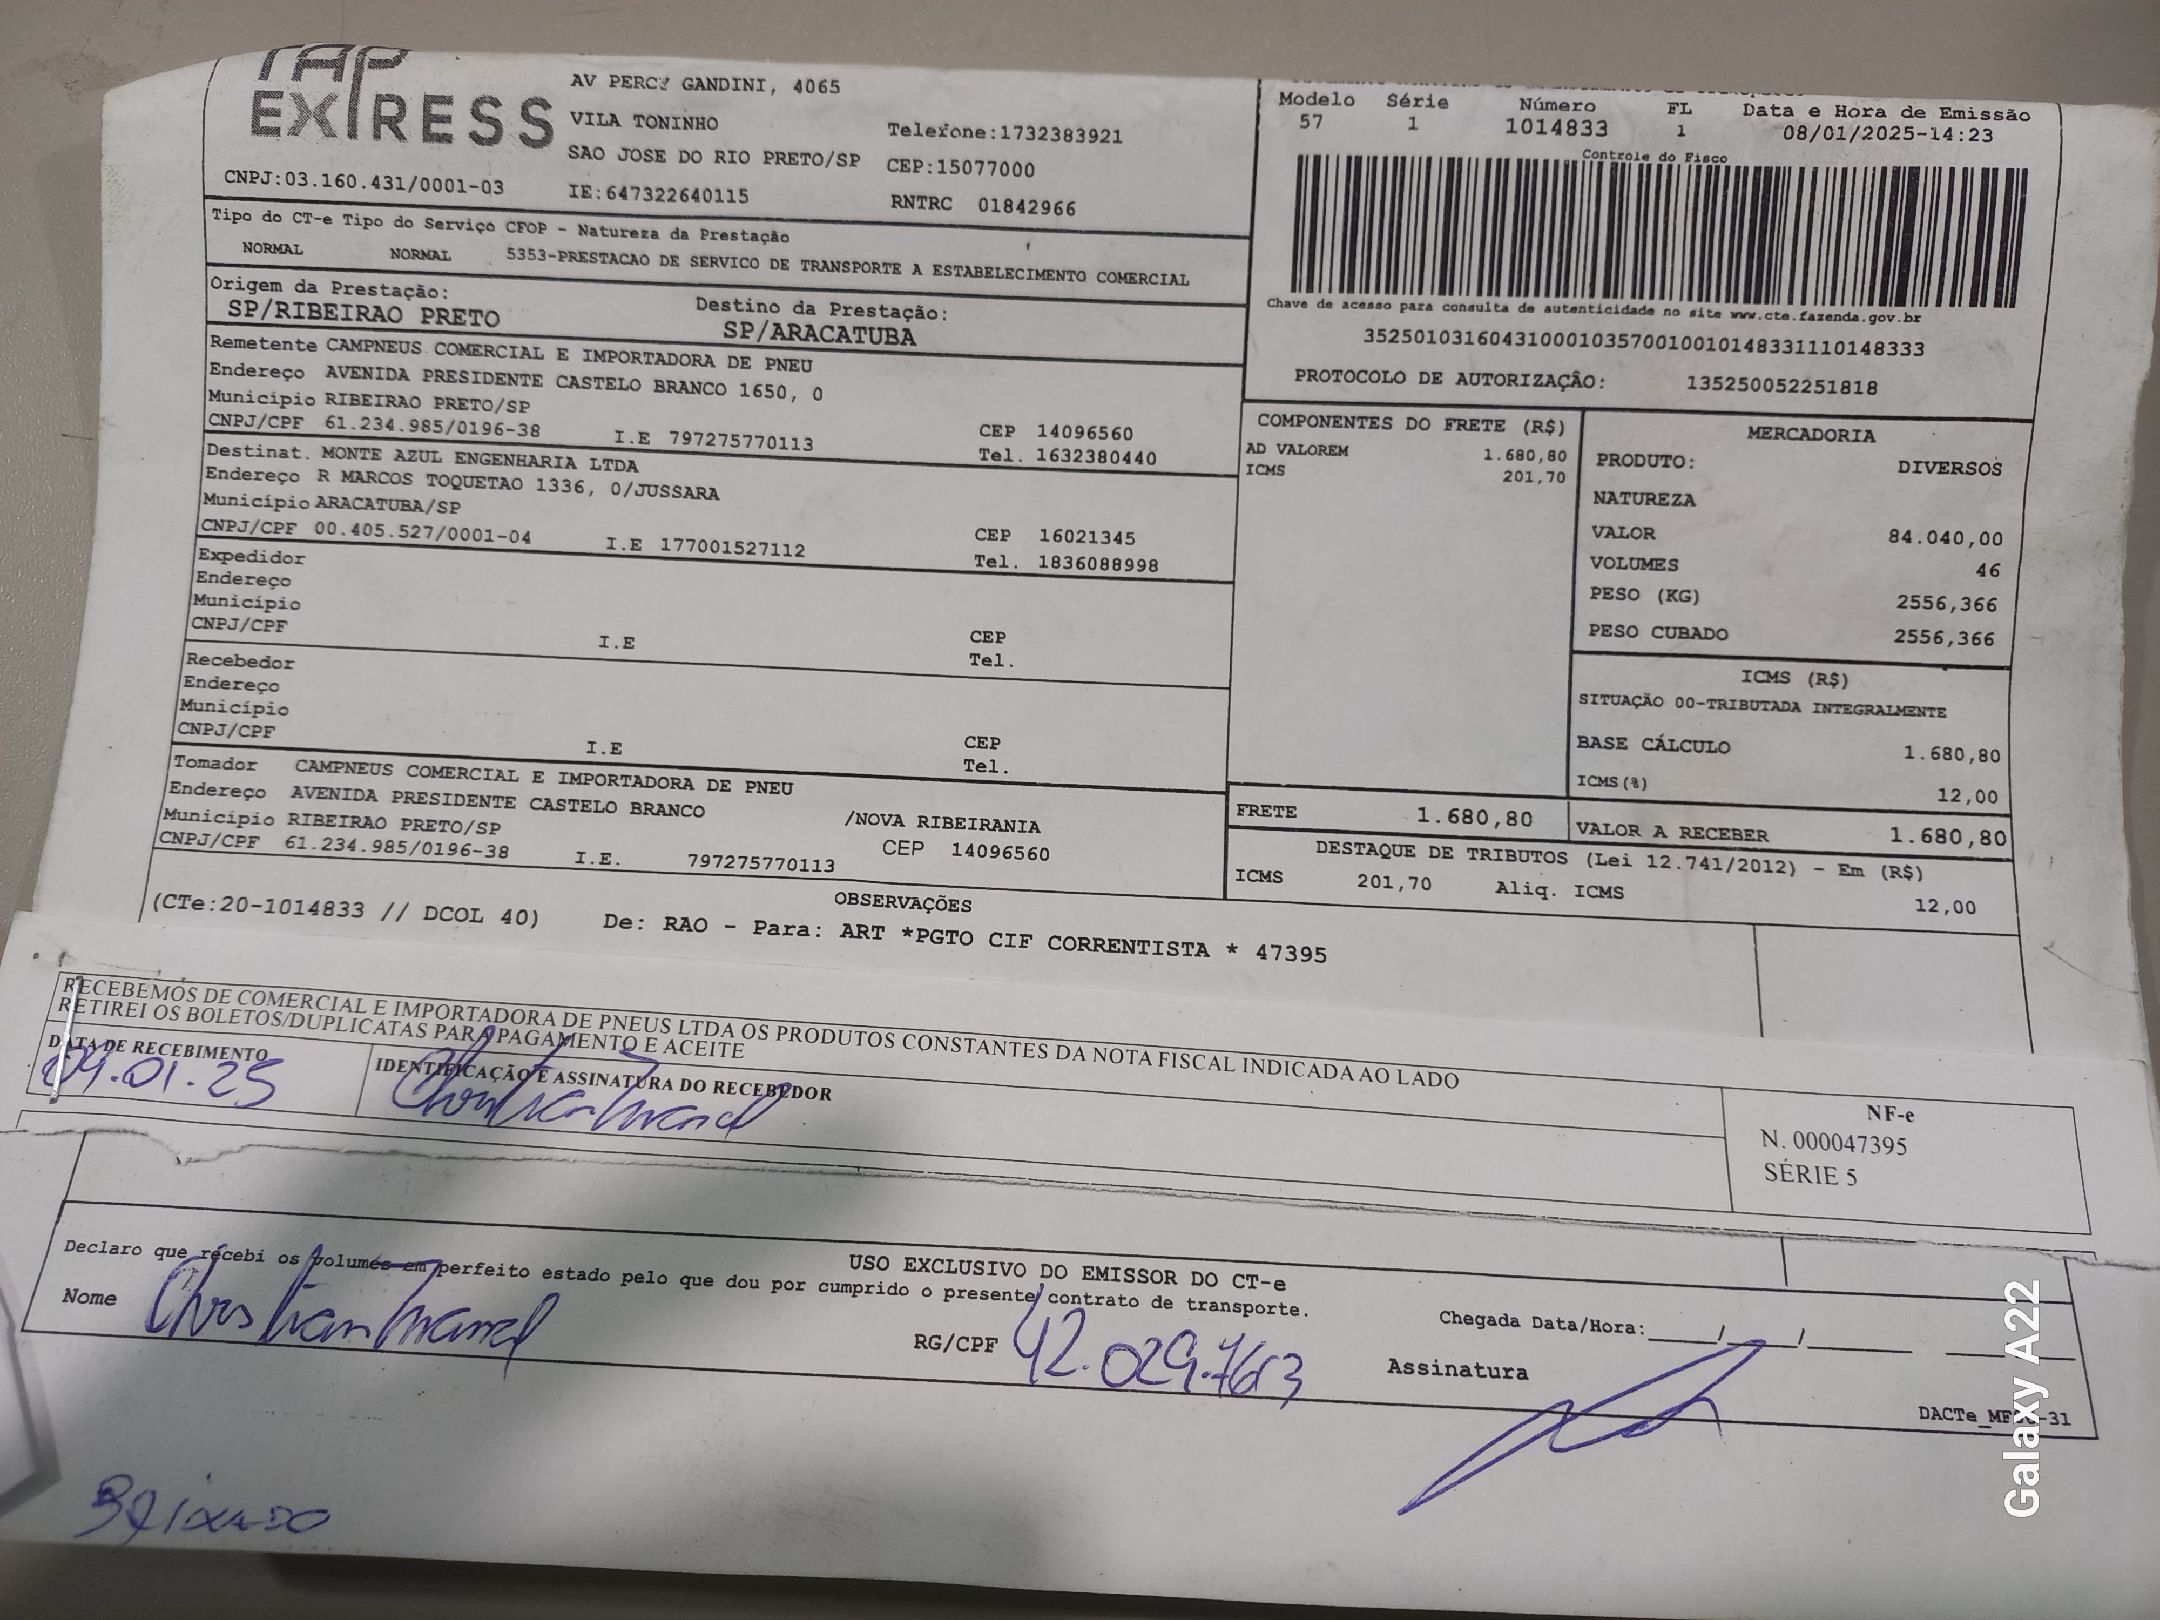 TAP
EXPRESS
AV PERCY GANDINI, 4065
VILA TONINHO
Telefone:1732383921
SAO JOSE DO RIO PRETO/SP CEP:15077000
CNPJ:03.160.431/0001-03 IE:647322640115 RNTRC 01842966
Modelo Série Número FL Data e Hora de Emissão
57 1 1014833 1 08/01/2025-14:23
Controle do Fisco
Tipo do CT-e Tipo do Serviço CFOP - Natureza da Prestação
NORMAL NORMAL 5353-PRESTACAO DE SERVICO DE TRANSPORTE A ESTABELECIMENTO COMERCIAL
Chave de acesso para consulta de autenticidade no site www.cte.fazenda.gov.br
35250103160431000103570010010148331110148333
PROTOCOLO DE AUTORIZAÇÃO: 135250052251818
Origem da Prestação: Destino da Prestação:
SP/RIBEIRAO PRETO SP/ARACATUBA
Remetente CAMPNEUS COMERCIAL E IMPORTADORA DE PNEU
Endereço AVENIDA PRESIDENTE CASTELO BRANCO 1650, 0
Município RIBEIRAO PRETO/SP CEP 14096560
CNPJ/CPF 61.234.985/0196-38 I.E 797275770113 Tel. 1632380440
Destinat. MONTE AZUL ENGENHARIA LTDA
Endereço R MARCOS TOQUETAO 1336, 0/JUSSARA
Município ARACATUBA/SP CEP 16021345
CNPJ/CPF 00.405.527/0001-04 I.E 177001527112 Tel. 1836088998
Expedidor
Endereço
Município CEP
CNPJ/CPF I.E Tel.
Recebedor
Endereço
Município CEP
CNPJ/CPF I.E Tel.
Tomador CAMPNEUS COMERCIAL E IMPORTADORA DE PNEU
Endereço AVENIDA PRESIDENTE CASTELO BRANCO /NOVA RIBEIRANIA
Município RIBEIRAO PRETO/SP CEP 14096560
CNPJ/CPF 61.234.985/0196-38 I.E. 797275770113
COMPONENTES DO FRETE (R$)
AD VALOREM 1.680,80
ICMS 201,70
MERCADORIA
PRODUTO: DIVERSOS
NATUREZA
VALOR 84.040,00
VOLUMES 46
PESO (KG) 2556,366
PESO CUBADO 2556,366
ICMS (R$)
SITUAÇÃO 00-TRIBUTADA INTEGRALMENTE
BASE CÁLCULO 1.680,80
ICMS(%) 12,00
FRETE 1.680,80 VALOR A RECEBER 1.680,80
DESTAQUE DE TRIBUTOS (Lei 12.741/2012) - Em (R$)
ICMS 201,70 Aliq. ICMS 12,00
OBSERVAÇÕES
(CTe:20-1014833 // DCOL 40) De: RAO - Para: ART *PGTO CIF CORRENTISTA * 47395
RECEBEMOS DE COMERCIAL E IMPORTADORA DE PNEUS LTDA OS PRODUTOS CONSTANTES DA NOTA FISCAL INDICADA AO LADO
RETIREI OS BOLETOS/DUPLICATAS PARA PAGAMENTO E ACEITE
DATA DE RECEBIMENTO IDENTIFICAÇÃO E ASSINATURA DO RECEBEDOR
09.01.25 Christian
NF-e
N. 000047395
SÉRIE 5
USO EXCLUSIVO DO EMISSOR DO CT-e
Declaro que recebi os volumes em perfeito estado pelo que dou por cumprido o presente contrato de transporte.
Chegada Data/Hora:____/____/____ ____
Nome Christian RG/CPF 42.029.763 Assinatura
DACTe_MF06-31
Baixado
Galaxy A22